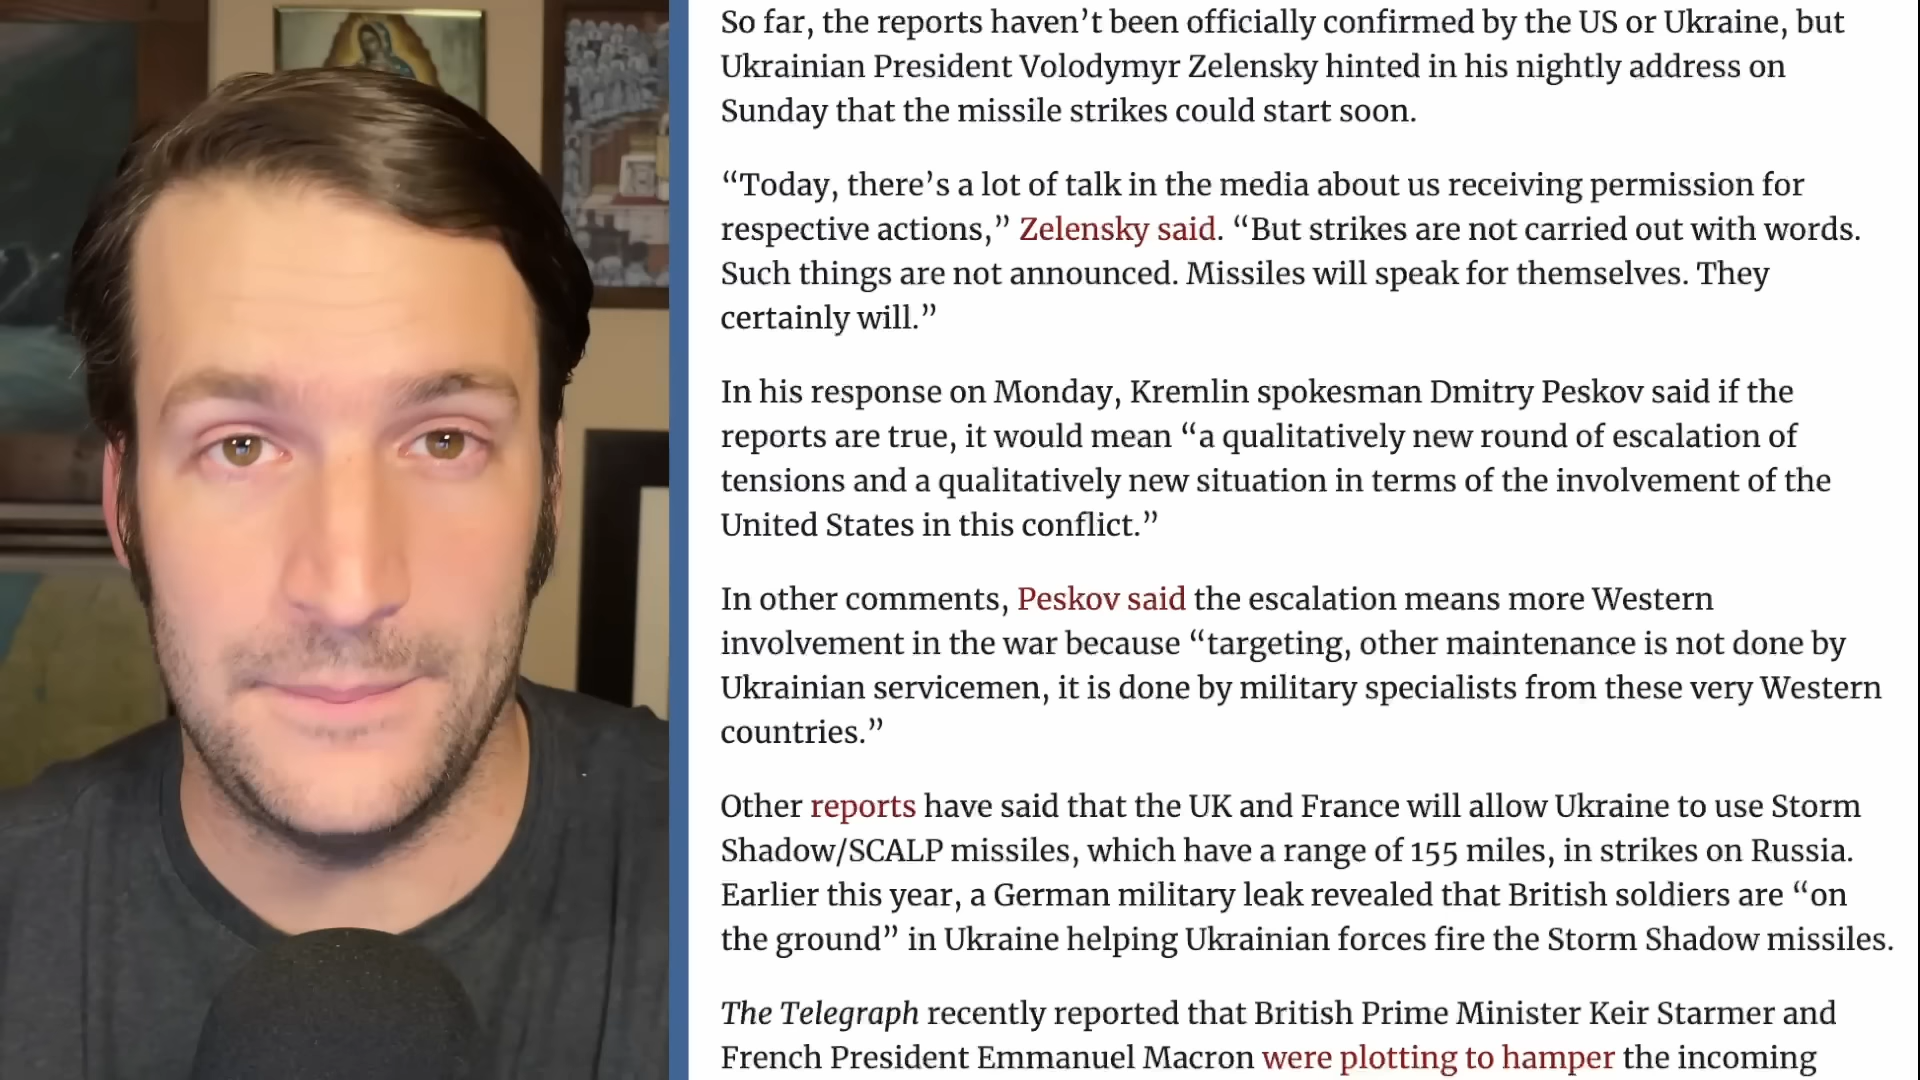 So far, the reports haven’t been officially confirmed by the US or Ukraine, but
Ukrainian President Volodymyr Zelensky hinted in his nightly address on
Sunday that the missile strikes could start soon.
“Today, there’s a lot of talk in the media about us receiving permission for
respective actions,” Zelensky said. “But strikes are not carried out with words.
Such things are not announced. Missiles will speak for themselves. They
certainly will.”
In his response on Monday, Kremlin spokesman Dmitry Peskov said if the
reports are true, it would mean “a qualitatively new round of escalation of
tensions and a qualitatively new situation in terms of the involvement of the
United States in this conflict.”
In other comments, Peskov said the escalation means more Western
involvement in the war because “targeting, other maintenance is not done by
Ukrainian servicemen, it is done by military specialists from these very Western
countries.”
Other reports have said that the UK and France will allow Ukraine to use Storm
Shadow/SCALP missiles, which have a range of 155 miles, in strikes on Russia.
Earlier this year, a German military leak revealed that British soldiers are “on
the ground” in Ukraine helping Ukrainian forces fire the Storm Shadow missiles.
The Telegraph recently reported that British Prime Minister Keir Starmer and
French President Emmanuel Macron were plotting to hamper the incoming